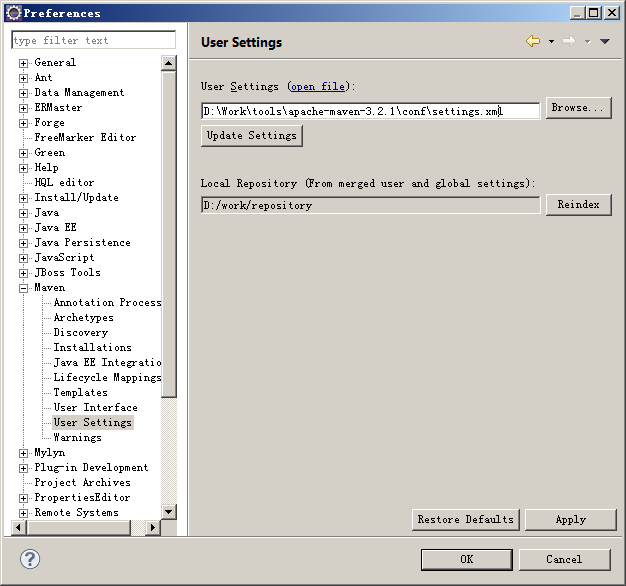 Preferences
type filter text
General
Ant
Data Management
ERMaster
Forge
FreeMarker Editor
Green
Help
HQL editor
Install/Update
Java
Java EE
Java Persistence
JavaScript
JBoss Tools
Maven
Annotation Process
Archetypes
Discovery
Installations
Java EE Integratio
Lifecycle Mappings
Templates
User Interface
User Settings
Warnings
Mylyn
Plug-in Development
Project Archives
PropertiesEditor
Remote Systems
User Settings
User Settings (open file):
D:\Work\tools\apache-maven-3.2.1\conf\settings.xml
Browse...
Update Settings
Local Repository (From merged user and global settings):
D:/work/repository
Reindex
Restore Defaults
Apply
?
OK
Cancel